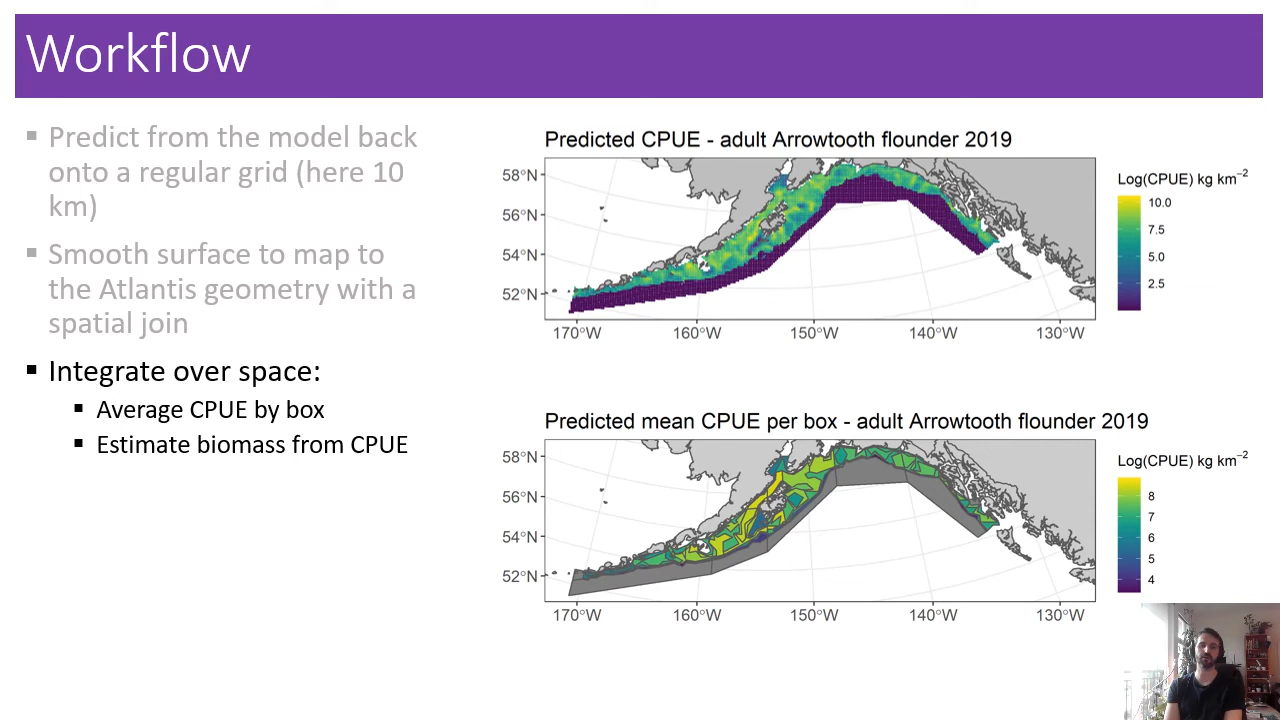 Workflow
▪ Predict from the model back
onto a regular grid (here 10
km)
▪ Smooth surface to map to
the Atlantis geometry with a
spatial join
▪ Integrate over space:
▪ Average CPUE by box
▪ Estimate biomass from CPUE
Predicted CPUE - adult Arrowtooth flounder 2019
58°N
56°N
54°N
52°N
170°W 160°W 150°W 140°W 130°W
Log(CPUE) kg km⁻²
10.0
7.5
5.0
2.5
Predicted mean CPUE per box - adult Arrowtooth flounder 2019
58°N
56°N
54°N
52°N
170°W 160°W 150°W 140°W 130°W
Log(CPUE) kg km⁻²
8
7
6
5
4